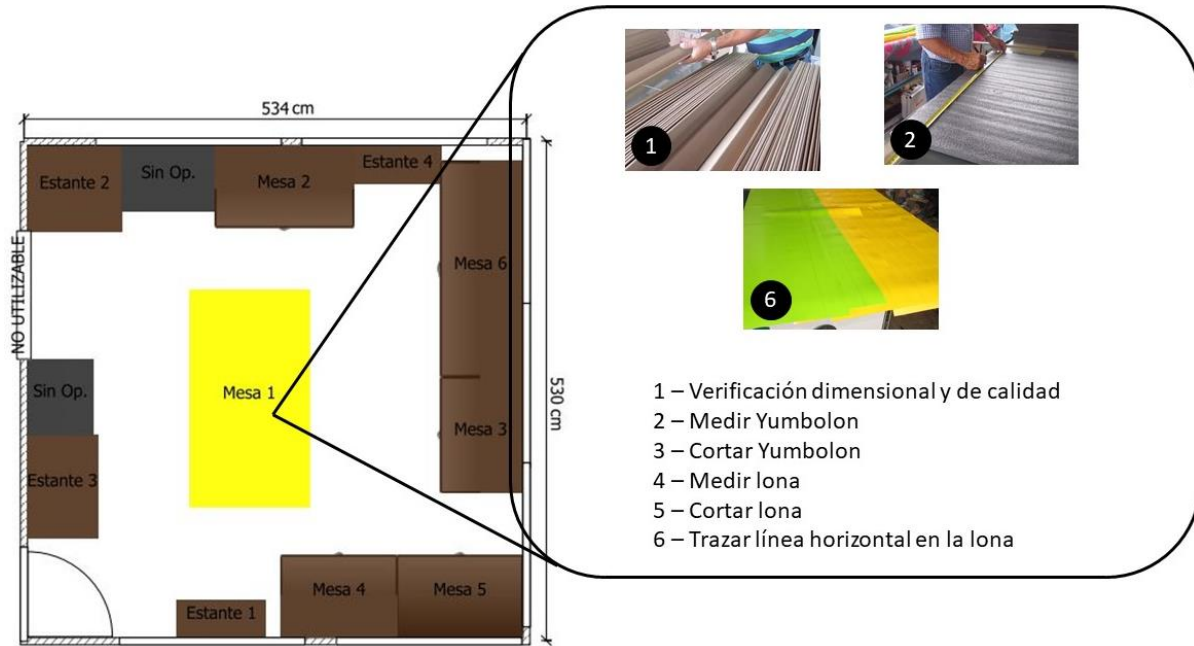 534 cm
Estante 2
Sin Op.
Mesa 2
Estante 4
NO UTILIZABLE
Mesa 6
Mesa 1
Sin Op.
530 cm
Mesa 3
Estante 3
Mesa 4
Mesa 5
Estante 1
1
2
6
1 – Verificación dimensional y de calidad
2 – Medir Yumbolon
3 – Cortar Yumbolon
4 – Medir lona
5 – Cortar lona
6 – Trazar línea horizontal en la lona